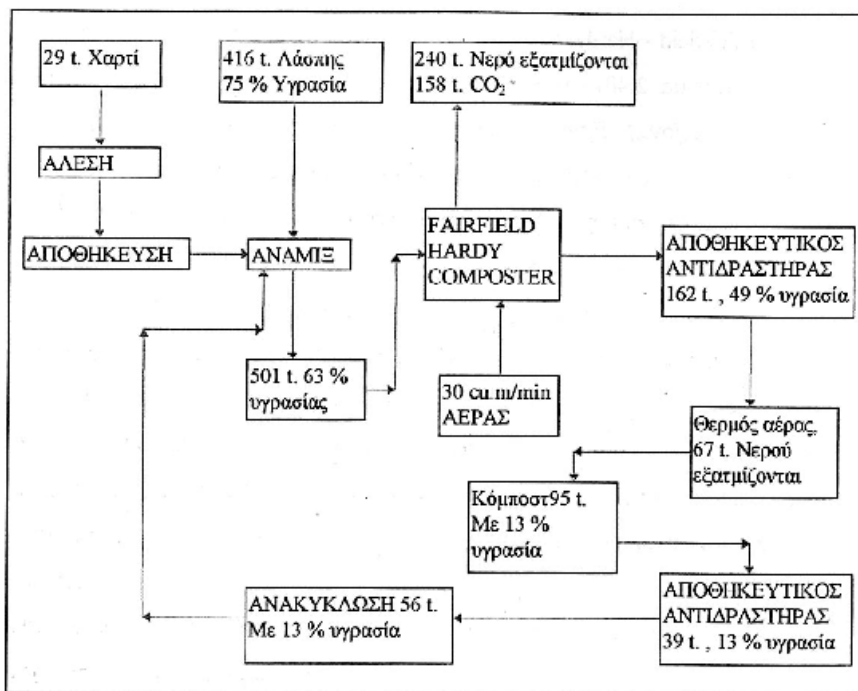 29 t. Χαρτί
416 t. Λάσπης
75 % Υγρασία
240 t. Νερό εξατμίζονται
158 t. CO₂
ΑΛΕΣΗ
ΑΠΟΘΗΚΕΥΣΗ
ΑΝΑΜΙΞ
FAIRFIELD
HARDY
COMPOSTER
ΑΠΟΘΗΚΕΥΤΙΚΟΣ
ΑΝΤΙΔΡΑΣΤΗΡΑΣ
162 t. , 49 % υγρασία
501 t. 63 %
υγρασίας
30 cu.m/min
ΑΕΡΑΣ
Θερμός αέρας,
67 t. Νερού
εξατμίζονται
Κόμποστ95 t.
Με 13 %
υγρασία
ΑΝΑΚΥΚΛΩΣΗ 56 t.
Με 13 % υγρασία
ΑΠΟΘΗΚΕΥΤΙΚΟΣ
ΑΝΤΙΔΡΑΣΤΗΡΑΣ
39 t. , 13 % υγρασία